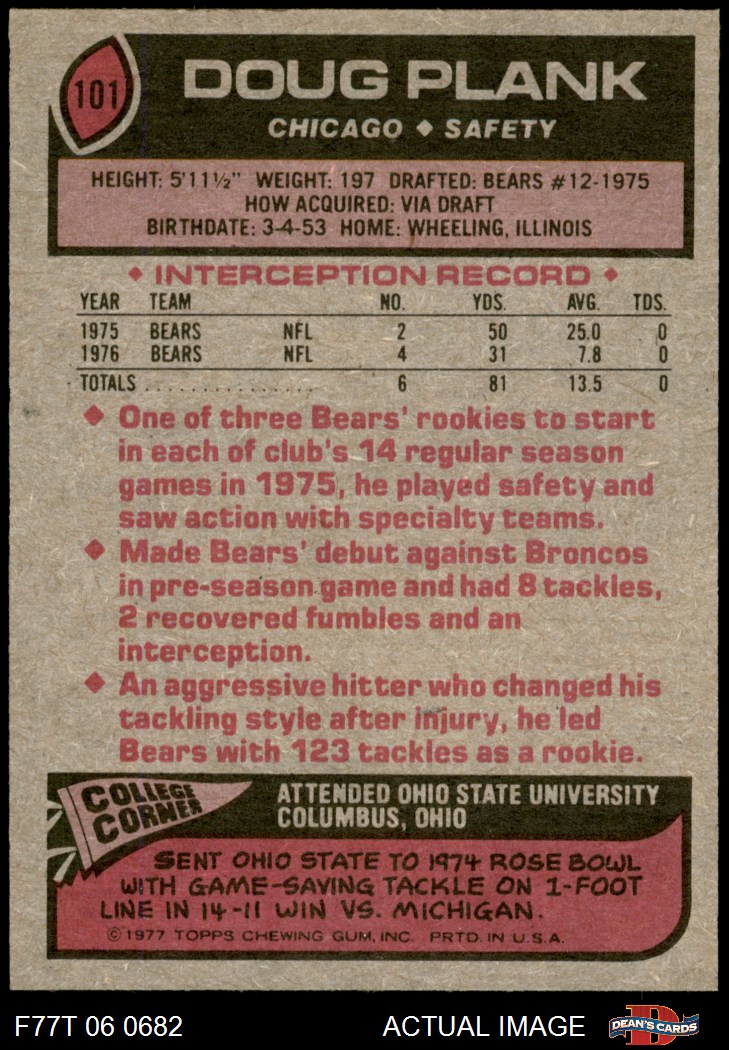 101
DOUG PLANK
CHICAGO ♦ SAFETY
HEIGHT: 5'11½" WEIGHT: 197 DRAFTED: BEARS #12-1975
HOW ACQUIRED: VIA DRAFT
BIRTHDATE: 3-4-53 HOME: WHEELING, ILLINOIS
♦ INTERCEPTION RECORD ♦
YEAR TEAM NO. YDS. AVG. TDS.
1975 BEARS NFL 2 50 25.0 0
1976 BEARS NFL 4 31 7.8 0
TOTALS . . . . . . . . . . . . . . . 6 81 13.5 0
♦ One of three Bears' rookies to start
in each of club's 14 regular season
games in 1975, he played safety and
saw action with specialty teams.
♦ Made Bears' debut against Broncos
in pre-season game and had 8 tackles,
2 recovered fumbles and an
interception.
♦ An aggressive hitter who changed his
tackling style after injury, he led
Bears with 123 tackles as a rookie.
COLLEGE
CORNER
ATTENDED OHIO STATE UNIVERSITY
COLUMBUS, OHIO
SENT OHIO STATE TO 1974 ROSE BOWL
WITH GAME-SAVING TACKLE ON 1-FOOT
LINE IN 14-11 WIN VS. MICHIGAN.
©1977 TOPPS CHEWING GUM, INC. PRTD. IN U.S.A.
F77T 06 0682 ACTUAL IMAGE D DEAN'S CARDS